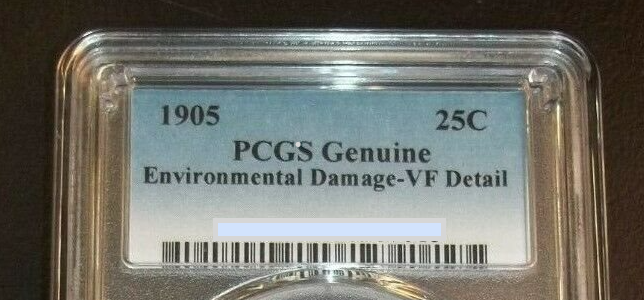 1905 25C
PCGS Genuine
Environmental Damage-VF Detail